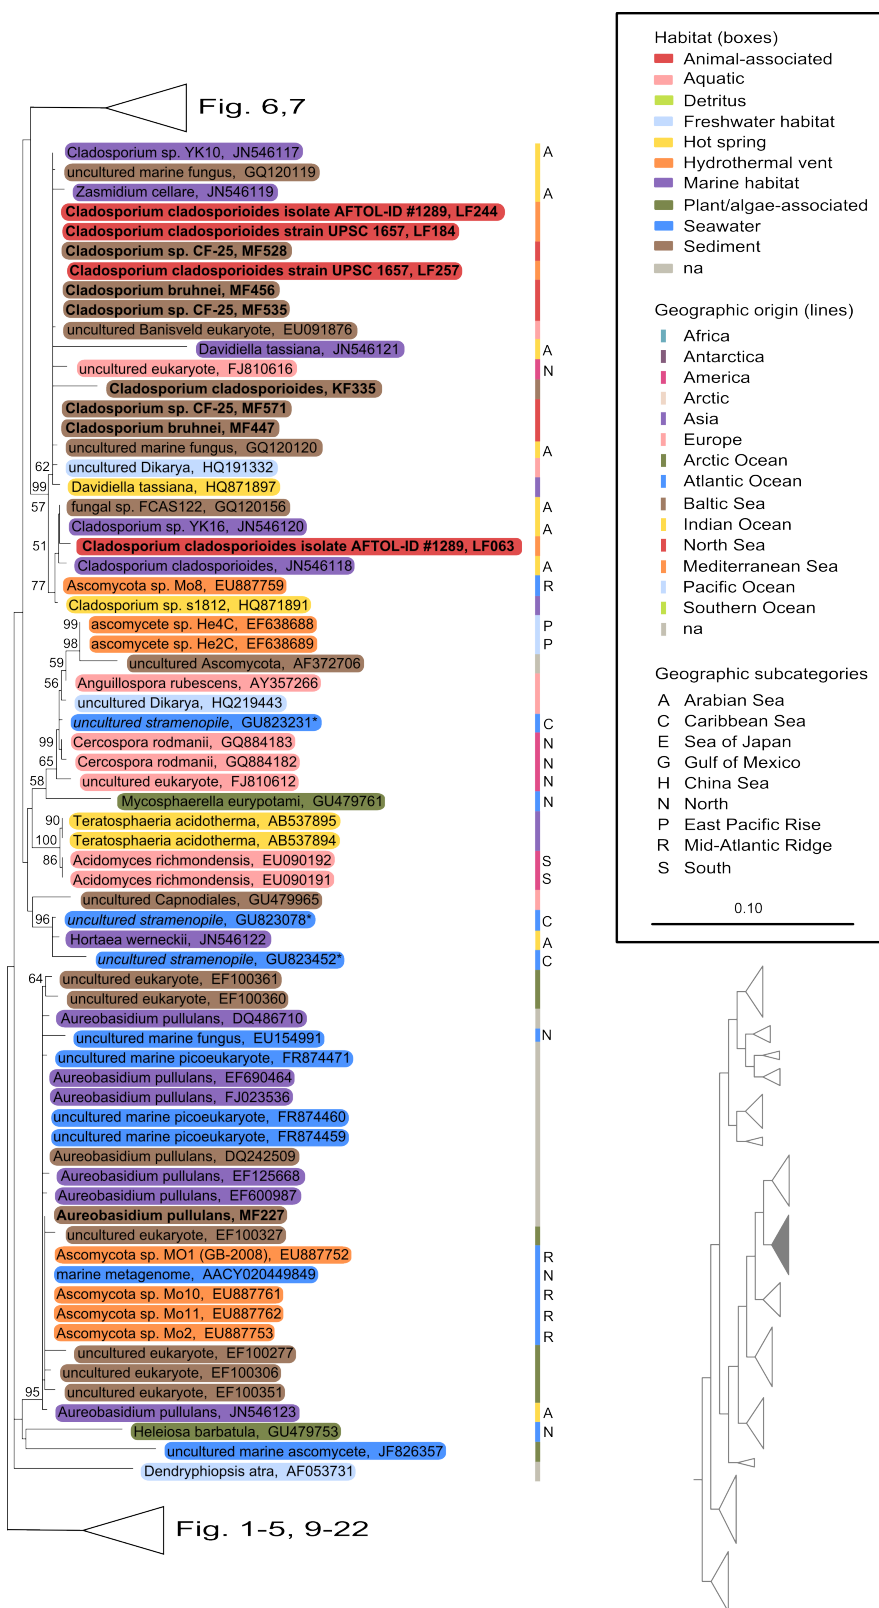 Fig. 6,7
Cladosporium sp. YK10, JN546117 A
uncultured marine fungus, GQ120119
Zasmidium cellare, JN546119 A
Cladosporium cladosporioides isolate AFTOL-ID #1289, LF244
Cladosporium cladosporioides strain UPSC 1657, LF184
Cladosporium sp. CF-25, MF528
Cladosporium cladosporioides strain UPSC 1657, LF257
Cladosporium bruhnei, MF456
Cladosporium sp. CF-25, MF535
uncultured Banisveld eukaryote, EU091876
Davidiella tassiana, JN546121 A
uncultured eukaryote, FJ810616 N
Cladosporium cladosporioides, KF335
Cladosporium sp. CF-25, MF571
Cladosporium bruhnei, MF447
uncultured marine fungus, GQ120120 A
62 uncultured Dikarya, HQ191332
99 Davidiella tassiana, HQ871897
57 fungal sp. FCAS122, GQ120156 A
Cladosporium sp. YK16, JN546120 A
51 Cladosporium cladosporioides isolate AFTOL-ID #1289, LF063
Cladosporium cladosporioides, JN546118 A
77 Ascomycota sp. Mo8, EU887759 R
Cladosporium sp. s1812, HQ871891
99 ascomycete sp. He4C, EF638688 P
98 ascomycete sp. He2C, EF638689 P
59 uncultured Ascomycota, AF372706
56 Anguillospora rubescens, AY357266
uncultured Dikarya, HQ219443
uncultured stramenopile, GU823231* C
99 Cercospora rodmanii, GQ884183 N
65 Cercospora rodmanii, GQ884182 N
58 uncultured eukaryote, FJ810612 N
Mycosphaerella eurypotami, GU479761 N
90 Teratosphaeria acidotherma, AB537895
100 Teratosphaeria acidotherma, AB537894
86 Acidomyces richmondensis, EU090192 S
Acidomyces richmondensis, EU090191 S
uncultured Capnodiales, GU479965
96 uncultured stramenopile, GU823078* C
Hortaea werneckii, JN546122 A
uncultured stramenopile, GU823452* C
64 uncultured eukaryote, EF100361
uncultured eukaryote, EF100360
Aureobasidium pullulans, DQ486710
uncultured marine fungus, EU154991 N
uncultured marine picoeukaryote, FR874471
Aureobasidium pullulans, EF690464
Aureobasidium pullulans, FJ023536
uncultured marine picoeukaryote, FR874460
uncultured marine picoeukaryote, FR874459
Aureobasidium pullulans, DQ242509
Aureobasidium pullulans, EF125668
Aureobasidium pullulans, EF600987
Aureobasidium pullulans, MF227
uncultured eukaryote, EF100327
Ascomycota sp. MO1 (GB-2008), EU887752 R
marine metagenome, AACY020449849 N
Ascomycota sp. Mo10, EU887761 R
Ascomycota sp. Mo11, EU887762 R
Ascomycota sp. Mo2, EU887753 R
uncultured eukaryote, EF100277
uncultured eukaryote, EF100306
95 uncultured eukaryote, EF100351
Aureobasidium pullulans, JN546123 A
Heleiosa barbatula, GU479753 N
uncultured marine ascomycete, JF826357
Dendryphiopsis atra, AF053731
Fig. 1-5, 9-22
Habitat (boxes)
Animal-associated
Aquatic
Detritus
Freshwater habitat
Hot spring
Hydrothermal vent
Marine habitat
Plant/algae-associated
Seawater
Sediment
na
Geographic origin (lines)
Africa
Antarctica
America
Arctic
Asia
Europe
Arctic Ocean
Atlantic Ocean
Baltic Sea
Indian Ocean
North Sea
Mediterranean Sea
Pacific Ocean
Southern Ocean
na
Geographic subcategories
A Arabian Sea
C Caribbean Sea
E Sea of Japan
G Gulf of Mexico
H China Sea
N North
P East Pacific Rise
R Mid-Atlantic Ridge
S South
0.10